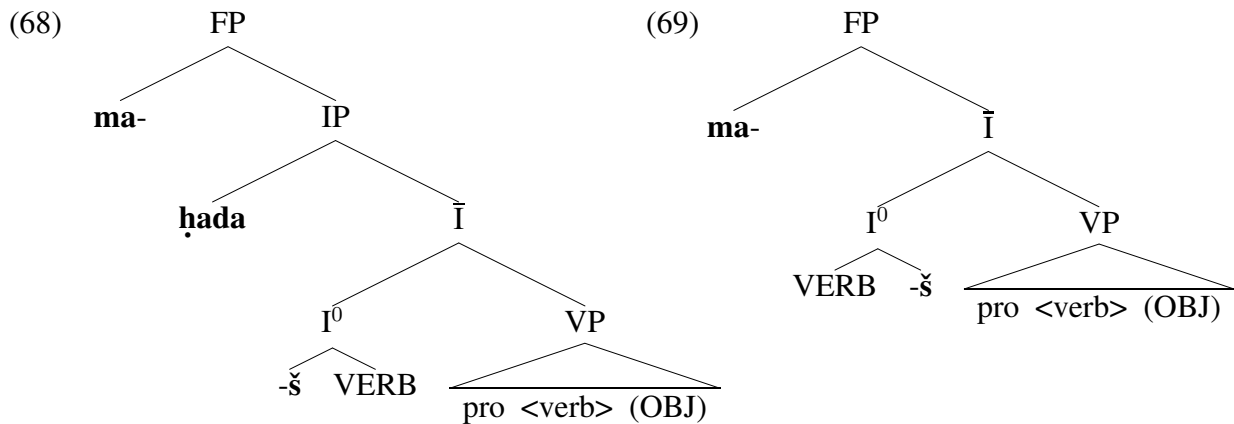 (68) FP (69) FP
ma- IP ma- Ī
ḥada Ī I⁰ VP
VERB -š pro <verb> (OBJ)
I⁰ VP
-š VERB pro <verb> (OBJ)